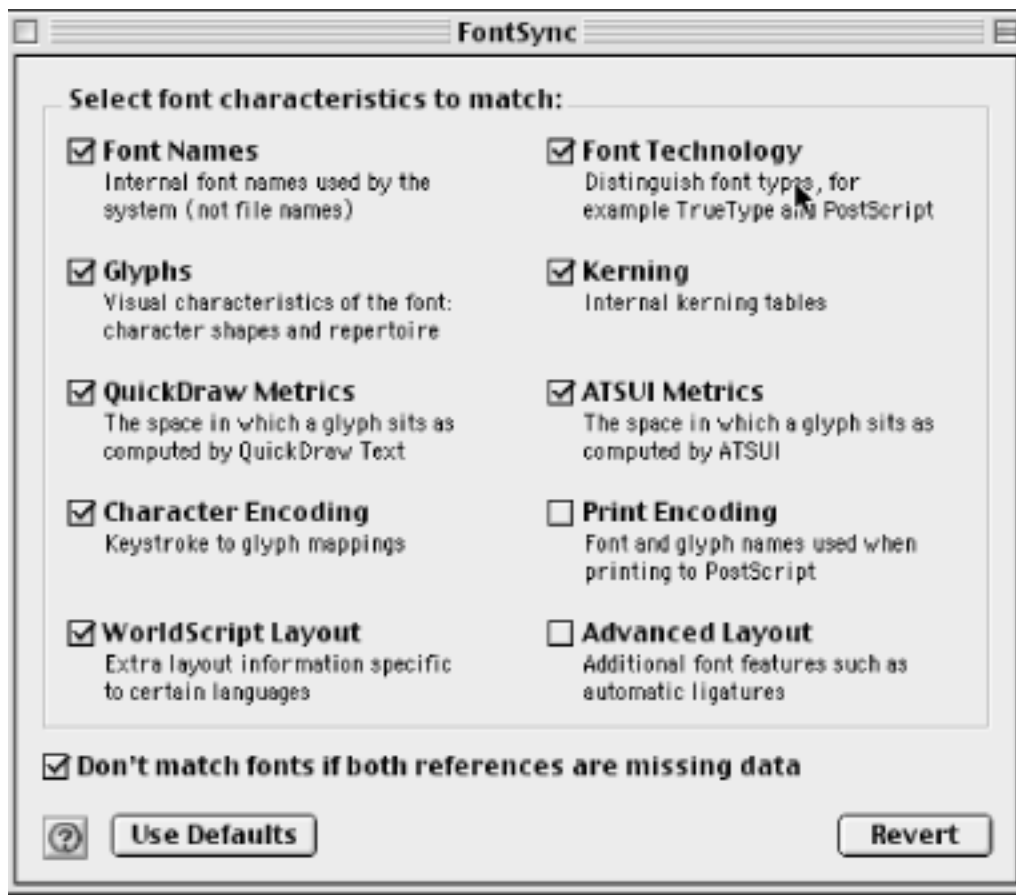 FontSync
Select font characteristics to match:
Font Names
Internal font names used by the
system (not file names)
Font Technology
Distinguish font types, for
example TrueType and PostScript
Glyphs
Visual characteristics of the font:
character shapes and repertoire
Kerning
Internal kerning tables
QuickDraw Metrics
The space in which a glyph sits as
computed by QuickDraw Text
ATSUI Metrics
The space in which a glyph sits as
computed by ATSUI
Character Encoding
Keystroke to glyph mappings
Print Encoding
Font and glyph names used when
printing to PostScript
WorldScript Layout
Extra layout information specific
to certain languages
Advanced Layout
Additional font features such as
automatic ligatures
Don't match fonts if both references are missing data
?
Use Defaults
Revert